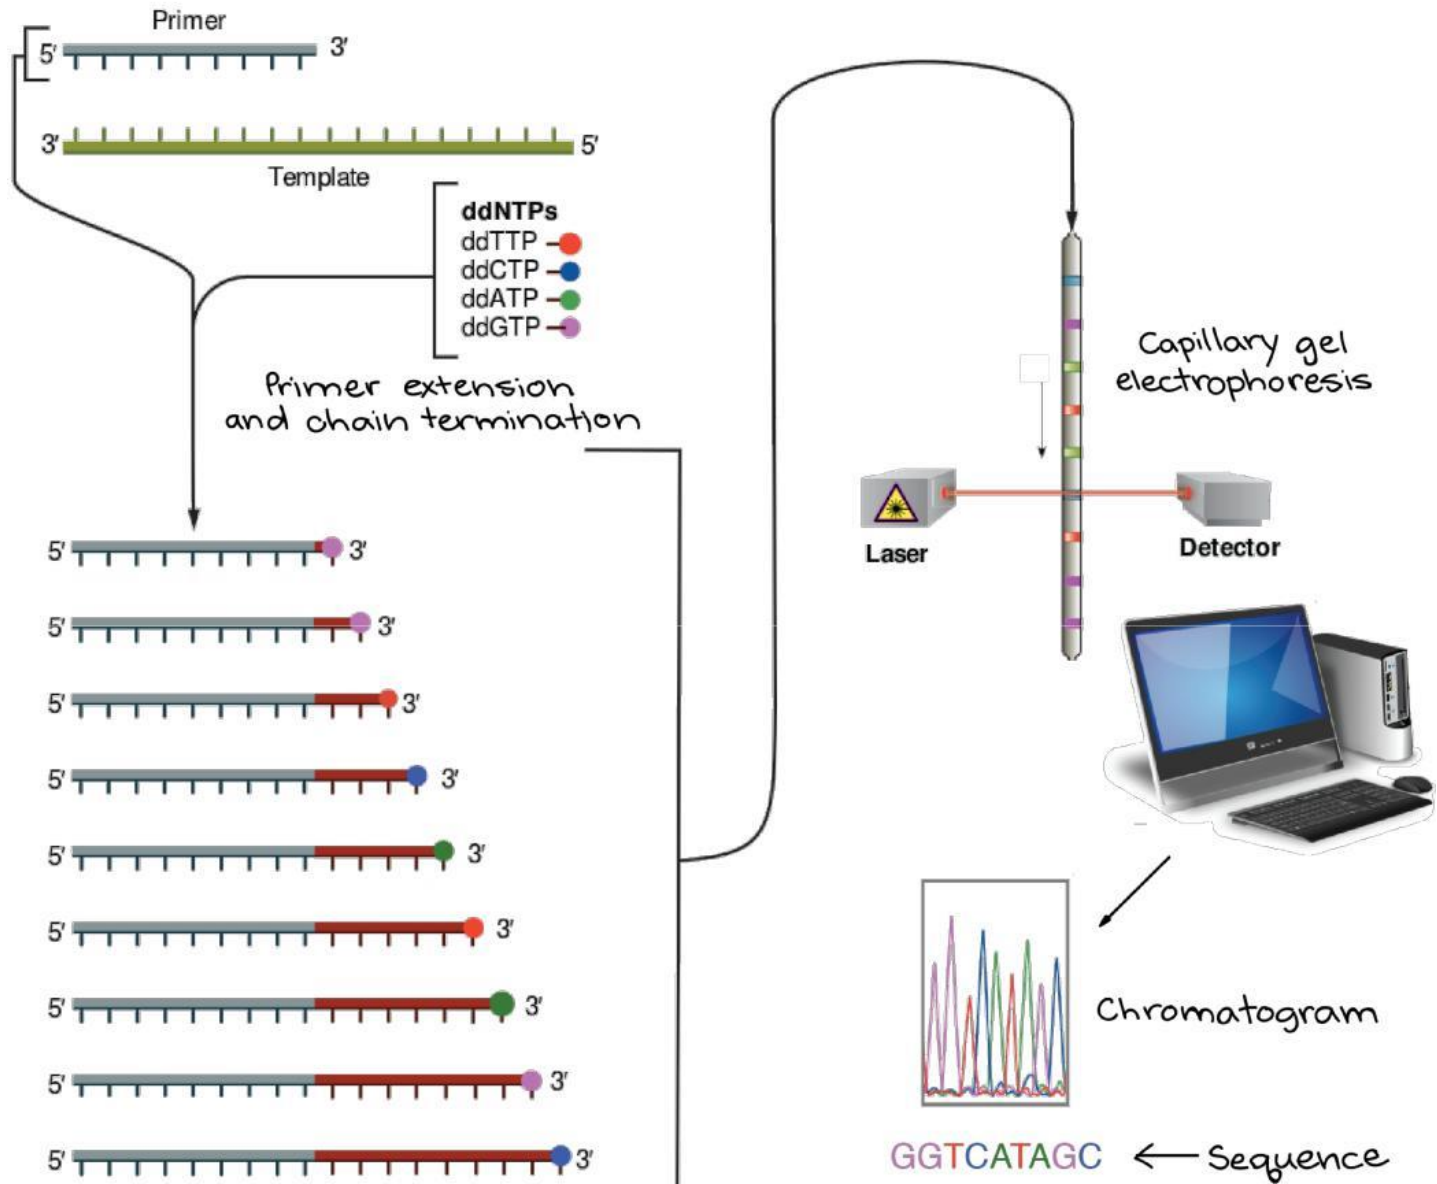 Primer
5′ 3′
3′ 5′
Template
ddNTPs
ddTTP
ddCTP
ddATP
ddGTP
Primer extension
and chain termination
5′ 3′
5′ 3′
5′ 3′
5′ 3′
5′ 3′
5′ 3′
5′ 3′
5′ 3′
5′ 3′
Capillary gel
electrophoresis
Laser
Detector
Chromatogram
GGTCATAGC ← Sequence